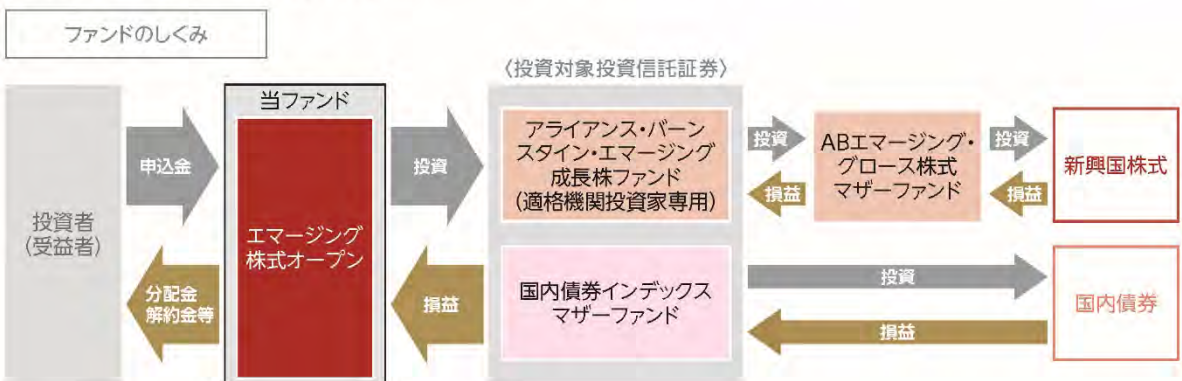 ファンドのしくみ
〈投資対象投資信託証券〉
投資者
(受益者)
申込金
分配金
解約金等
当ファンド
エマージング
株式オープン
投資
損益
アライアンス・バーン
スタイン・エマージング
成長株ファンド
(適格機関投資家専用)
投資
損益
ABエマージング・
グロース株式
マザーファンド
投資
損益
新興国株式
国内債券インデックス
マザーファンド
投資
損益
国内債券